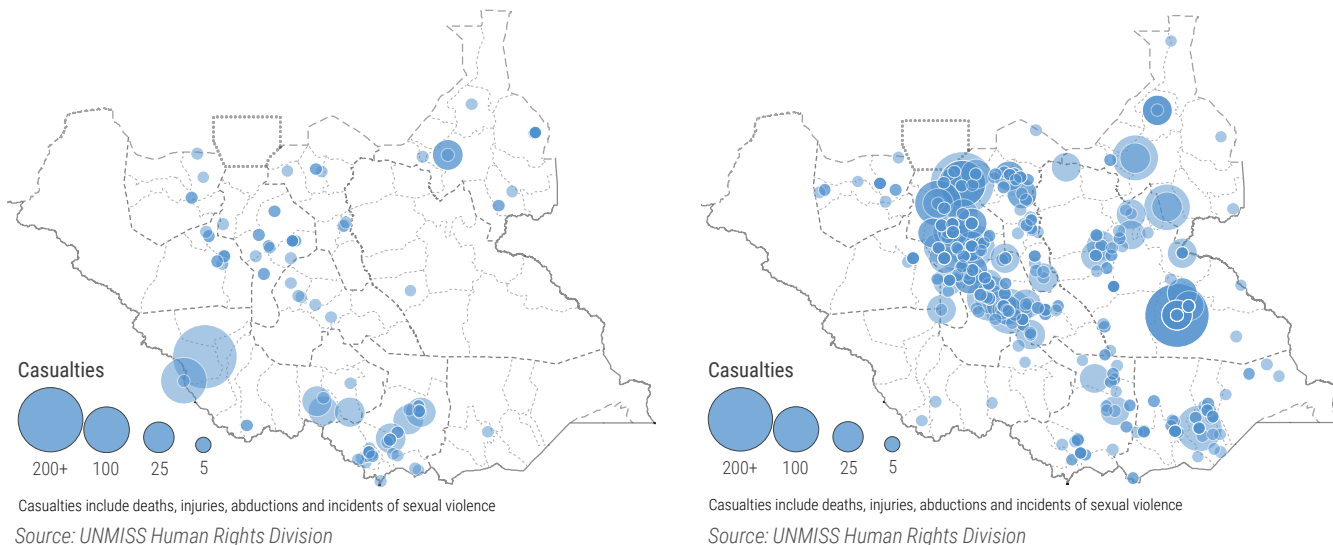 Casualties
200+ 100 25 5
Casualties include deaths, injuries, abductions and incidents of sexual violence
Source: UNMISS Human Rights Division
Casualties
200+ 100 25 5
Casualties include deaths, injuries, abductions and incidents of sexual violence
Source: UNMISS Human Rights Division